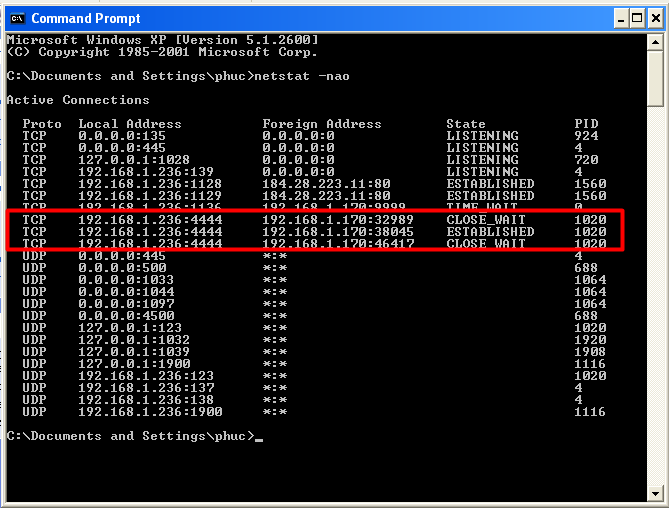 Command Prompt
Microsoft Windows XP [Version 5.1.2600]
(C) Copyright 1985-2001 Microsoft Corp.
C:\Documents and Settings\phuc>netstat -nao
Active Connections
Proto Local Address Foreign Address State PID
TCP 0.0.0.0:135 0.0.0.0:0 LISTENING 924
TCP 0.0.0.0:445 0.0.0.0:0 LISTENING 4
TCP 127.0.0.1:1028 0.0.0.0:0 LISTENING 720
TCP 192.168.1.236:139 0.0.0.0:0 LISTENING 4
TCP 192.168.1.236:1128 184.28.223.11:80 ESTABLISHED 1560
TCP 192.168.1.236:1129 184.28.223.11:80 ESTABLISHED 1560
TCP 192.168.1.236:1136 192.168.1.170:9999 TIME_WAIT 0
TCP 192.168.1.236:4444 192.168.1.170:32989 CLOSE_WAIT 1020
TCP 192.168.1.236:4444 192.168.1.170:38045 ESTABLISHED 1020
TCP 192.168.1.236:4444 192.168.1.170:46417 CLOSE_WAIT 1020
UDP 0.0.0.0:445 *:* 4
UDP 0.0.0.0:500 *:* 688
UDP 0.0.0.0:1033 *:* 1064
UDP 0.0.0.0:1044 *:* 1064
UDP 0.0.0.0:1097 *:* 1064
UDP 0.0.0.0:4500 *:* 688
UDP 127.0.0.1:123 *:* 1020
UDP 127.0.0.1:1032 *:* 1920
UDP 127.0.0.1:1039 *:* 1908
UDP 127.0.0.1:1900 *:* 1116
UDP 192.168.1.236:123 *:* 1020
UDP 192.168.1.236:137 *:* 4
UDP 192.168.1.236:138 *:* 4
UDP 192.168.1.236:1900 *:* 1116
C:\Documents and Settings\phuc>_